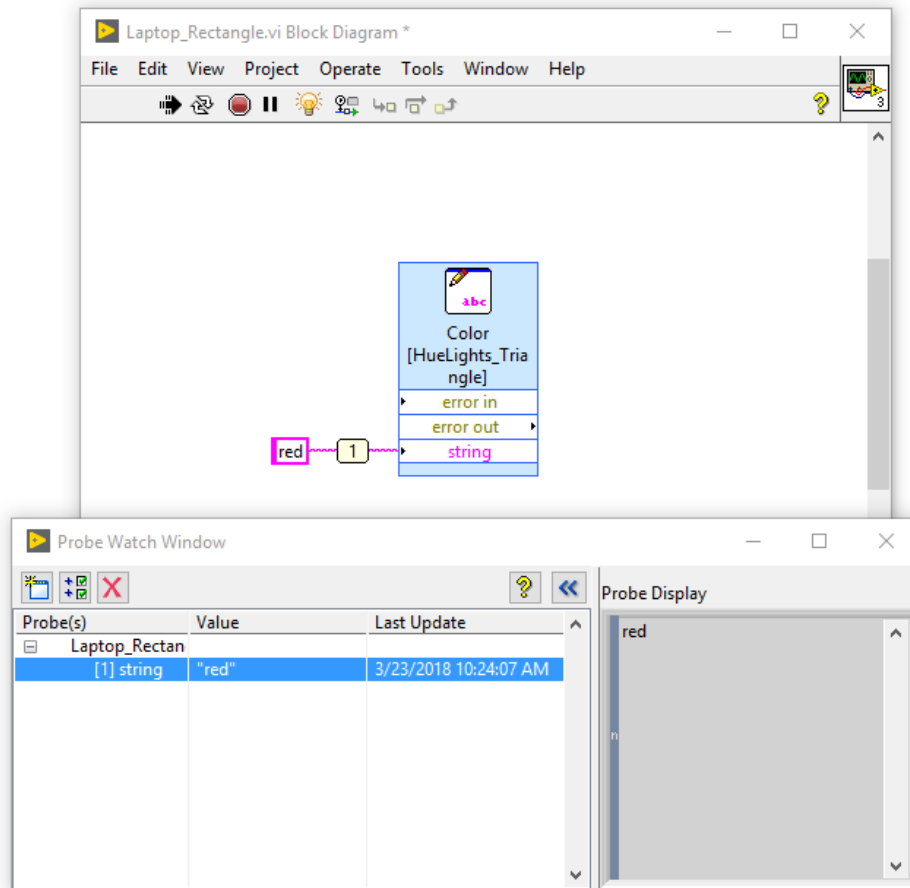 Laptop_Rectangle.vi Block Diagram *
File Edit View Project Operate Tools Window Help
3
abc
Color
[HueLights_Tria
ngle]
error in
error out
red 1 string
Probe Watch Window
Probe Display
Probe(s) Value Last Update
red
Laptop_Rectan
[1] string "red" 3/23/2018 10:24:07 AM
n